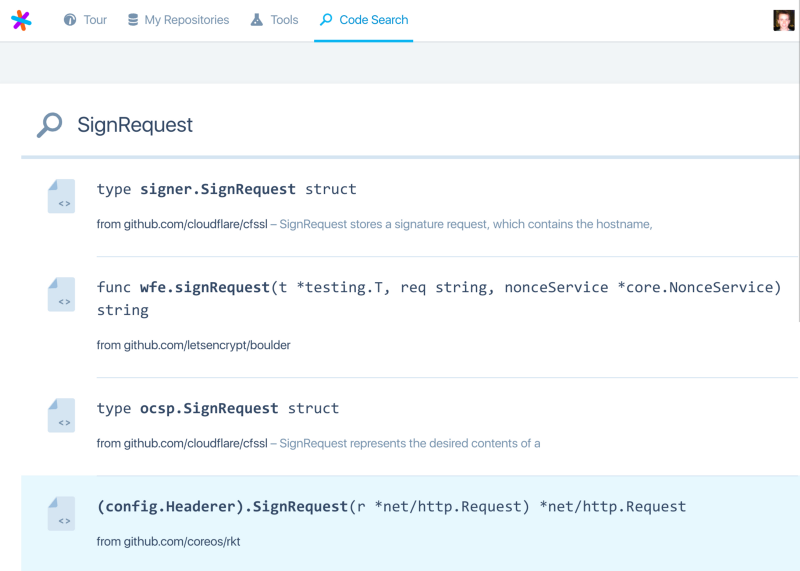 Tour My Repositories Tools Code Search
SignRequest
type signer.SignRequest struct
from github.com/cloudflare/cfssl – SignRequest stores a signature request, which contains the hostname,
func wfe.signRequest(t *testing.T, req string, nonceService *core.NonceService)
string
from github.com/letsencrypt/boulder
type ocsp.SignRequest struct
from github.com/cloudflare/cfssl – SignRequest represents the desired contents of a
(config.Headerer).SignRequest(r *net/http.Request) *net/http.Request
from github.com/coreos/rkt